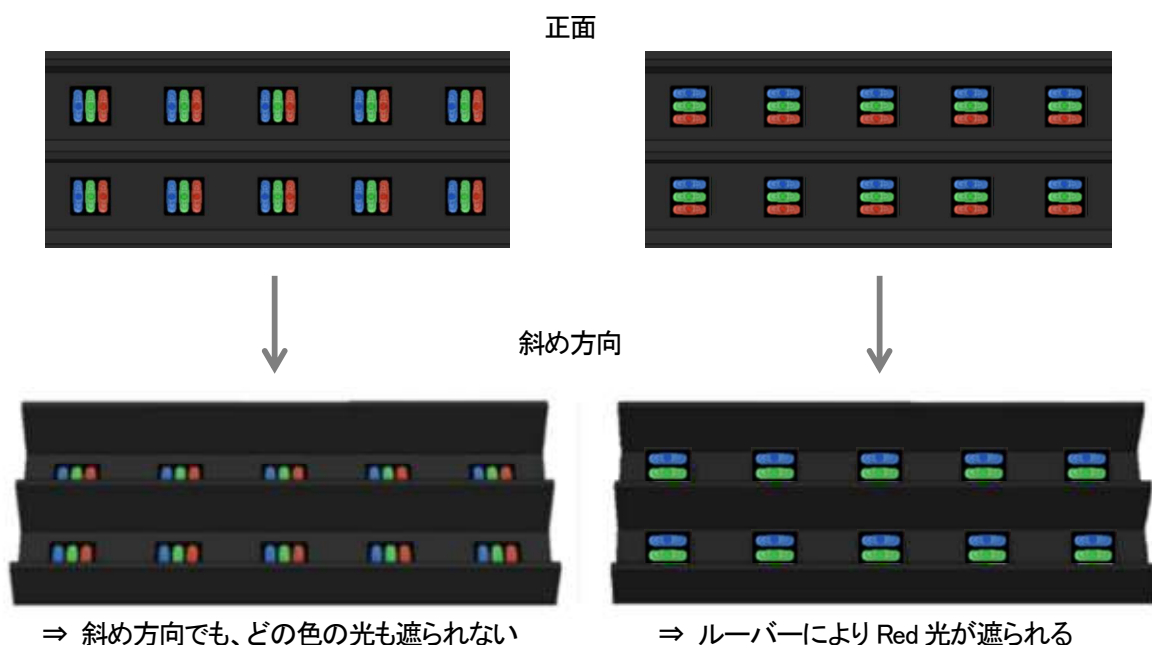 正面
斜め方向
⇒ 斜め方向でも、どの色の光も遮られない
⇒ ルーバーにより Red 光が遮られる